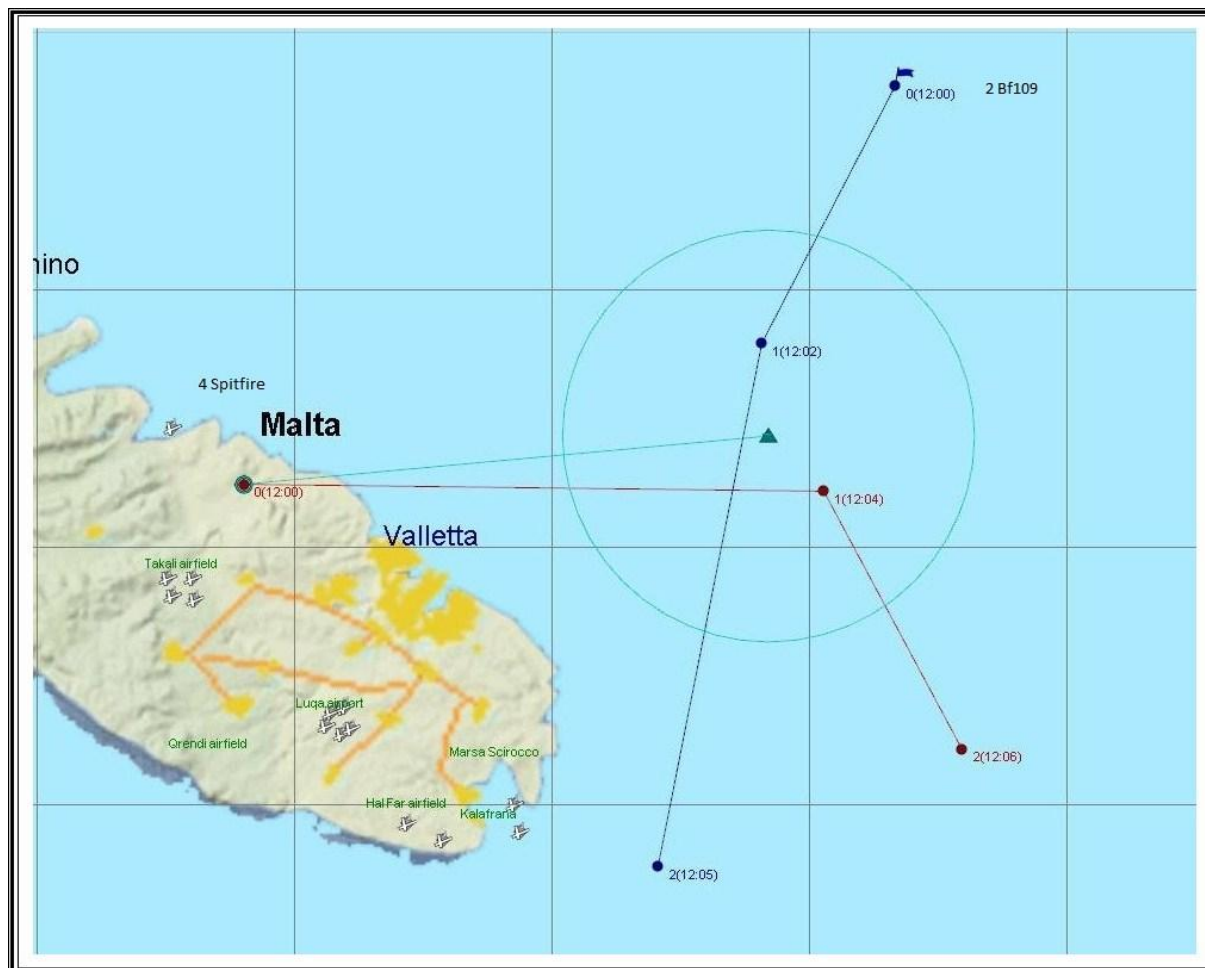 0(12:00)
2 Bf109
nino
1(12:02)
4 Spitfire
Malta
0(12:00)
1(12:04)
Valletta
Takali airfield
Luqa airport
Qrendi airfield
Marsa Scirocco
2(12:06)
Hal Far airfield
Kalafrana
2(12:05)